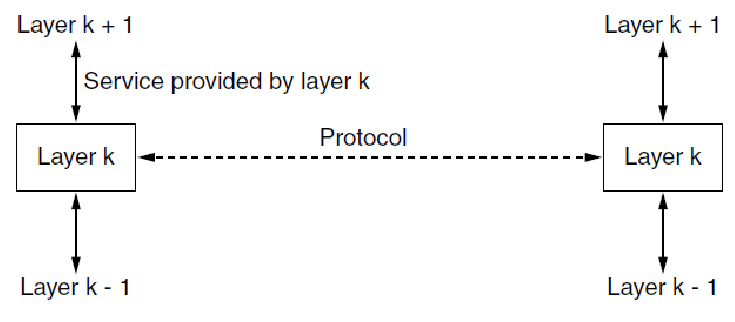 Layer k + 1
Layer k + 1
Service provided by layer k
Protocol
Layer k
Layer k
Layer k - 1
Layer k - 1